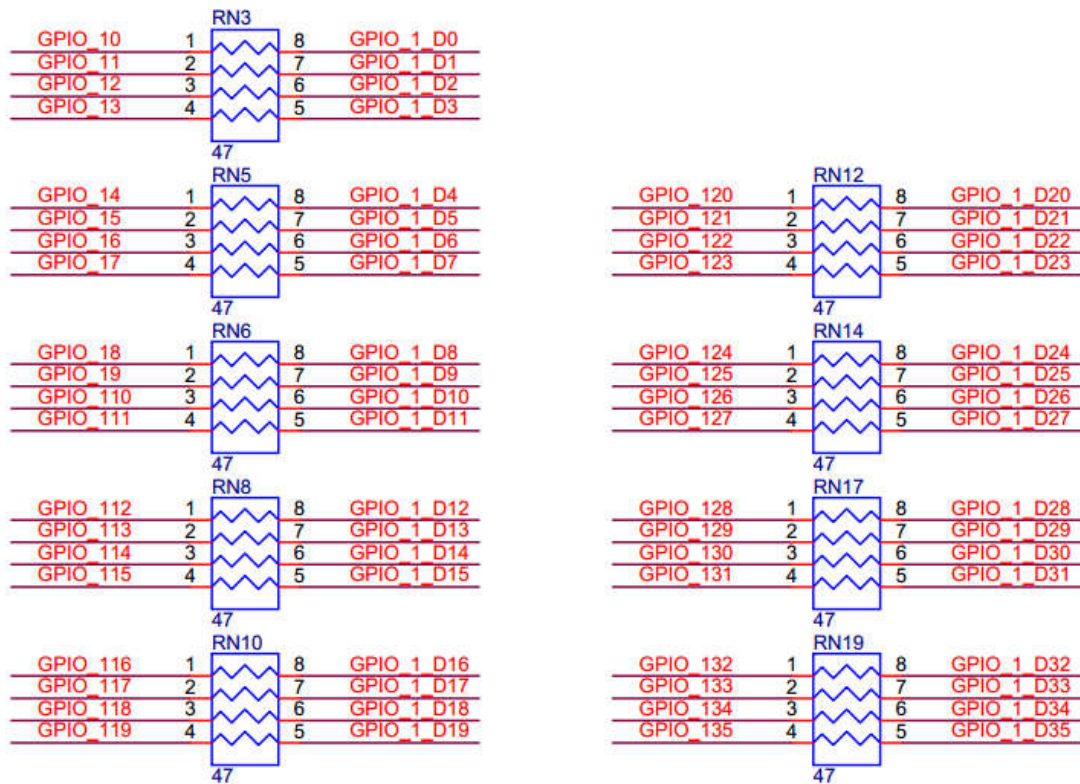 RN3
GPIO_10 1 8 GPIO_1_D0
GPIO_11 2 7 GPIO_1_D1
GPIO_12 3 6 GPIO_1_D2
GPIO_13 4 5 GPIO_1_D3
47
RN5
GPIO_14 1 8 GPIO_1_D4
GPIO_15 2 7 GPIO_1_D5
GPIO_16 3 6 GPIO_1_D6
GPIO_17 4 5 GPIO_1_D7
47
RN6
GPIO_18 1 8 GPIO_1_D8
GPIO_19 2 7 GPIO_1_D9
GPIO_110 3 6 GPIO_1_D10
GPIO_111 4 5 GPIO_1_D11
47
RN8
GPIO_112 1 8 GPIO_1_D12
GPIO_113 2 7 GPIO_1_D13
GPIO_114 3 6 GPIO_1_D14
GPIO_115 4 5 GPIO_1_D15
47
RN10
GPIO_116 1 8 GPIO_1_D16
GPIO_117 2 7 GPIO_1_D17
GPIO_118 3 6 GPIO_1_D18
GPIO_119 4 5 GPIO_1_D19
47
RN12
GPIO_120 1 8 GPIO_1_D20
GPIO_121 2 7 GPIO_1_D21
GPIO_122 3 6 GPIO_1_D22
GPIO_123 4 5 GPIO_1_D23
47
RN14
GPIO_124 1 8 GPIO_1_D24
GPIO_125 2 7 GPIO_1_D25
GPIO_126 3 6 GPIO_1_D26
GPIO_127 4 5 GPIO_1_D27
47
RN17
GPIO_128 1 8 GPIO_1_D28
GPIO_129 2 7 GPIO_1_D29
GPIO_130 3 6 GPIO_1_D30
GPIO_131 4 5 GPIO_1_D31
47
RN19
GPIO_132 1 8 GPIO_1_D32
GPIO_133 2 7 GPIO_1_D33
GPIO_134 3 6 GPIO_1_D34
GPIO_135 4 5 GPIO_1_D35
47